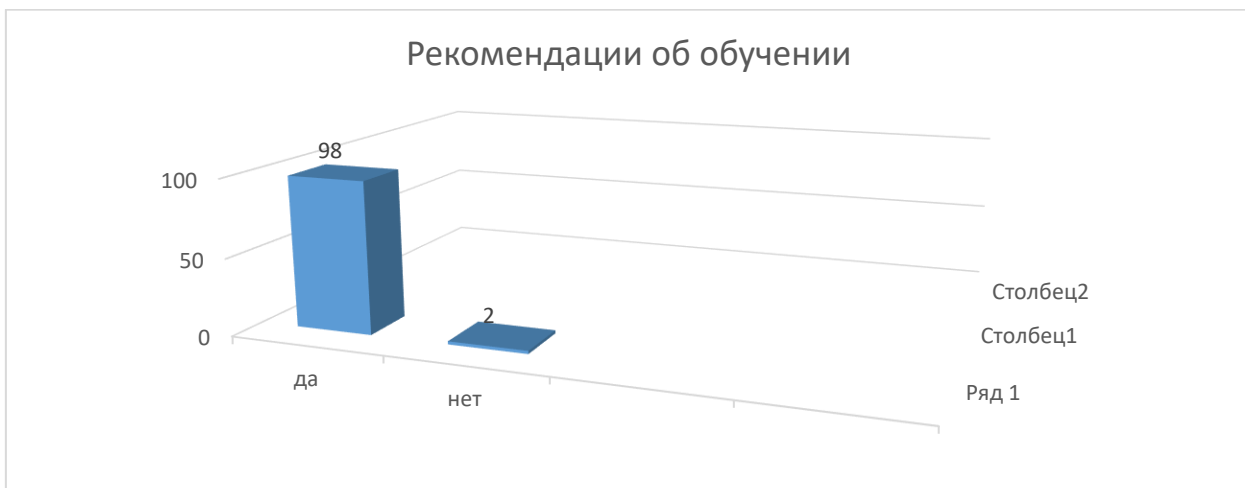 Рекомендации об обучении
98
100
50
2
0
да
нет
Столбец2
Столбец1
Ряд 1